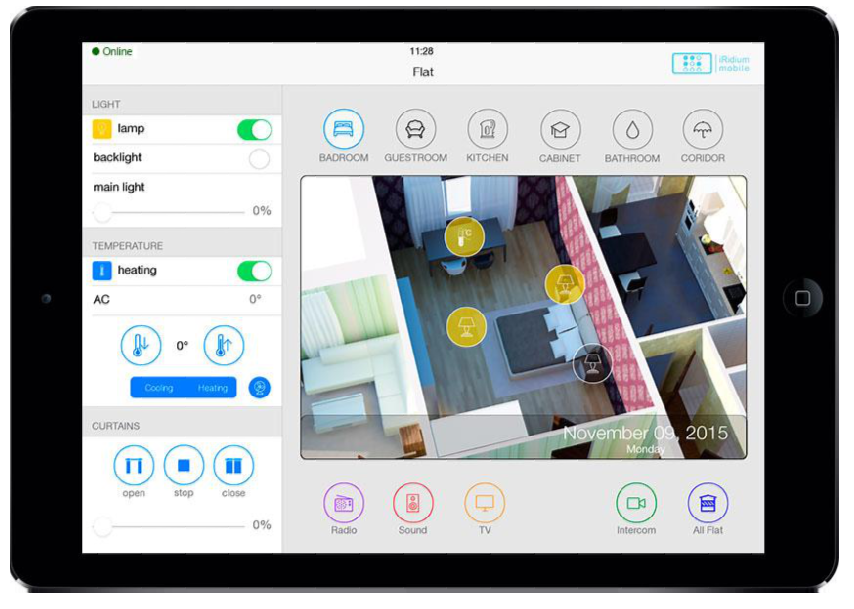 Online
11:28
Flat
iRidium
mobile
LIGHT
lamp
backlight
main light
0%
TEMPERATURE
heating
AC 0°
0°
Cooling Heating
CURTAINS
open stop close
0%
BADROOM GUESTROOM KITCHEN CABINET BATHROOM CORIDOR
°C
November 09, 2015
Monday
Radio Sound TV Intercom All Flat